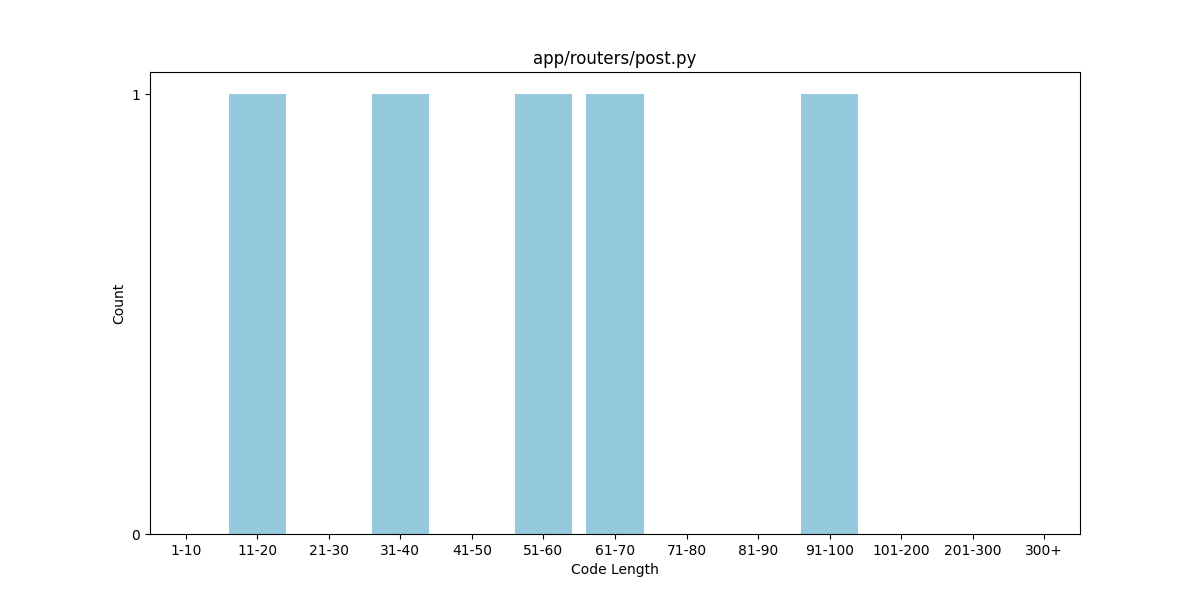 app/routers/post.py
1
0
Count
1-10 11-20 21-30 31-40 41-50 51-60 61-70 71-80 81-90 91-100 101-200 201-300 300+
Code Length